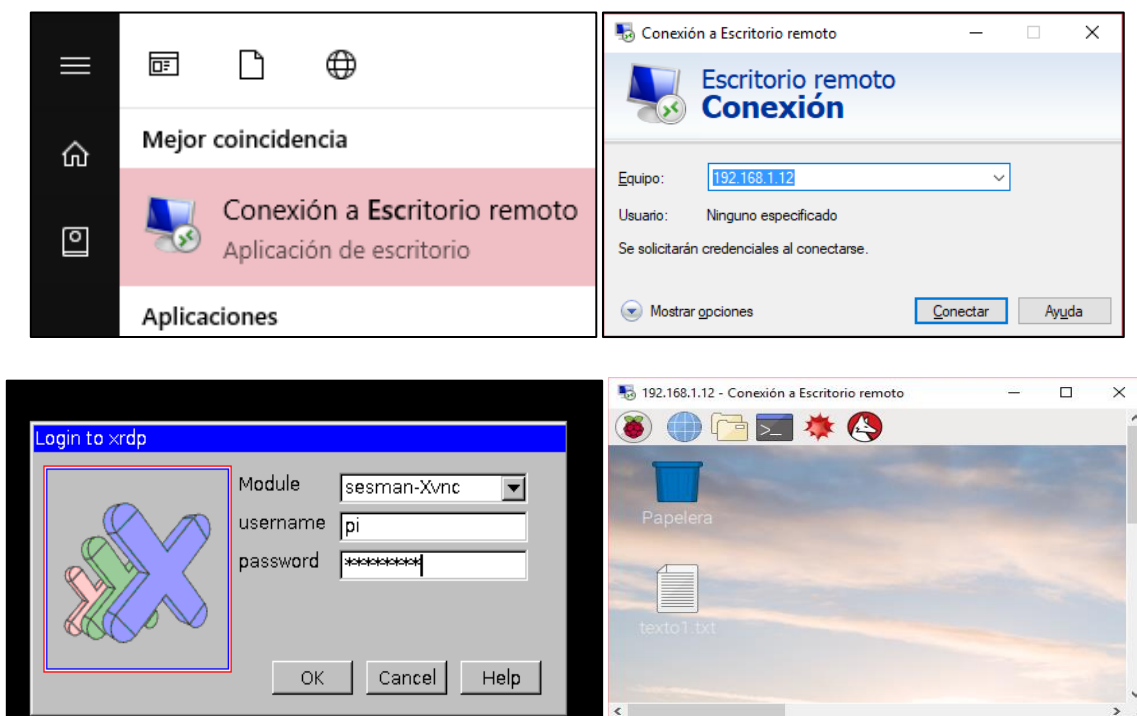 Mejor coincidencia
Conexión a Escritorio remoto
Aplicación de escritorio
Aplicaciones
Conexión a Escritorio remoto
Escritorio remoto
Conexión
Equipo: 192.168.1.12
Usuario: Ninguno especificado
Se solicitarán credenciales al conectarse.
Mostrar opciones Conectar Ayuda
Login to xrdp
Module sesman-Xvnc
username pi
password *********
OK Cancel Help
192.168.1.12 - Conexión a Escritorio remoto
Papelera
texto1.txt